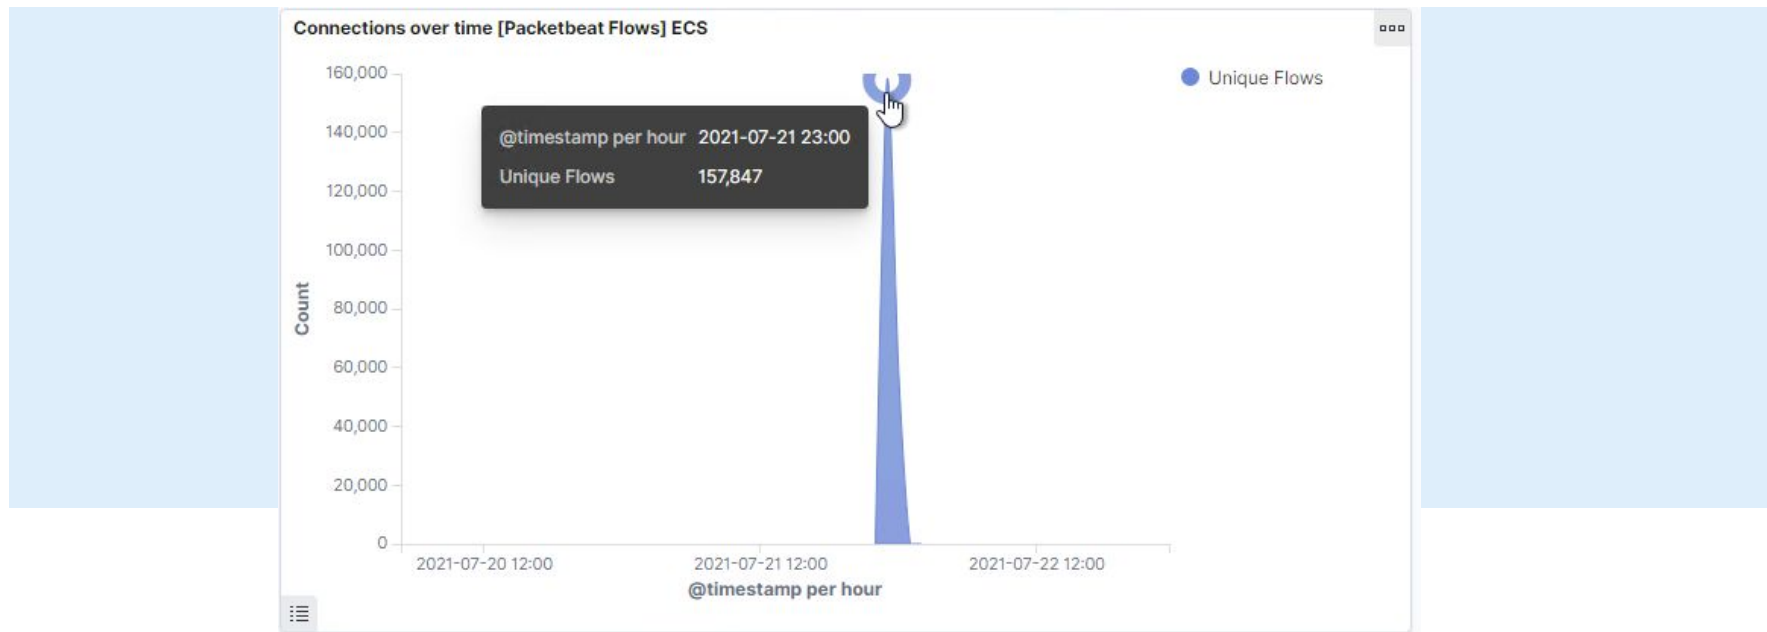 Connections over time [Packetbeat Flows] ECS
160,000
140,000
120,000
100,000
80,000
60,000
40,000
20,000
0
Count
@timestamp per hour 2021-07-21 23:00
Unique Flows 157,847
Unique Flows
2021-07-20 12:00 2021-07-21 12:00 2021-07-22 12:00
@timestamp per hour